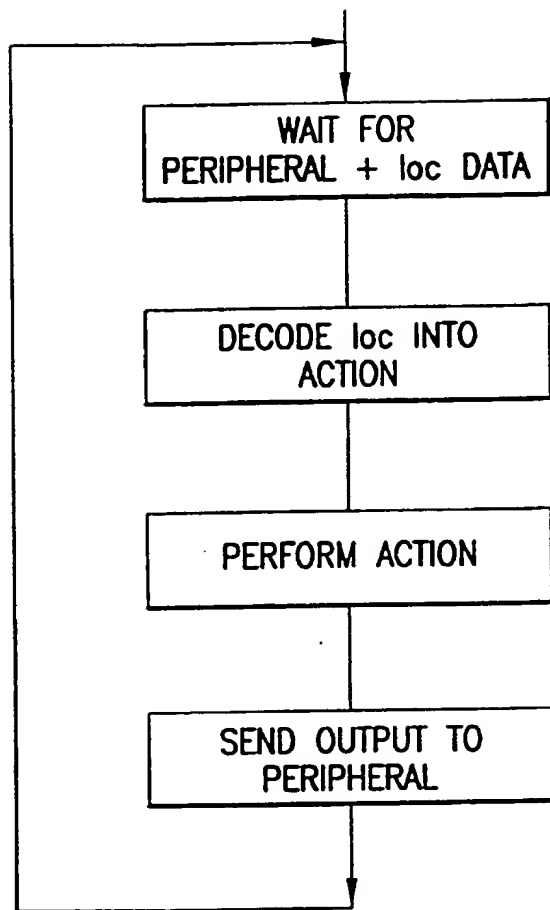 WAIT FOR
PERIPHERAL + loc DATA
DECODE loc INTO
ACTION
PERFORM ACTION
SEND OUTPUT TO
PERIPHERAL